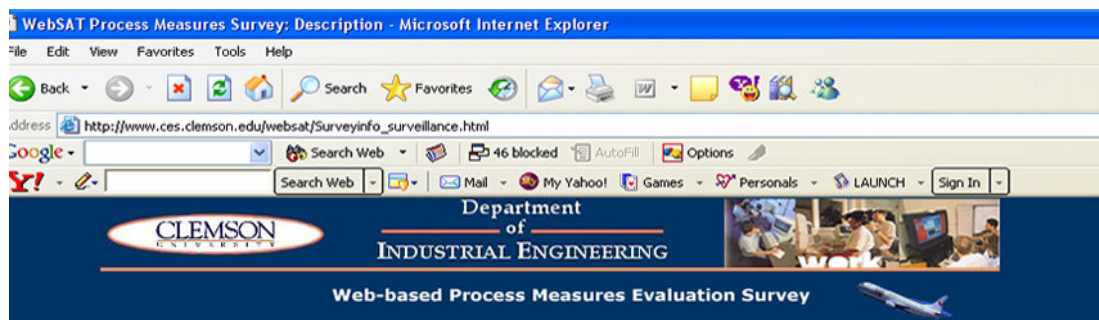 WebSAT Process Measures Survey: Description - Microsoft Internet Explorer
File Edit View Favorites Tools Help
Back Search Favorites W
Address http://www.ces.clemson.edu/websat/Surveyinfo_surveillance.html
Google Search Web 46 blocked AutoFill Options
Y! Search Web Mail My Yahoo! Games Personals LAUNCH Sign In
Department
CLEMSON of
UNIVERSITY INDUSTRIAL ENGINEERING
work
Web-based Process Measures Evaluation Survey